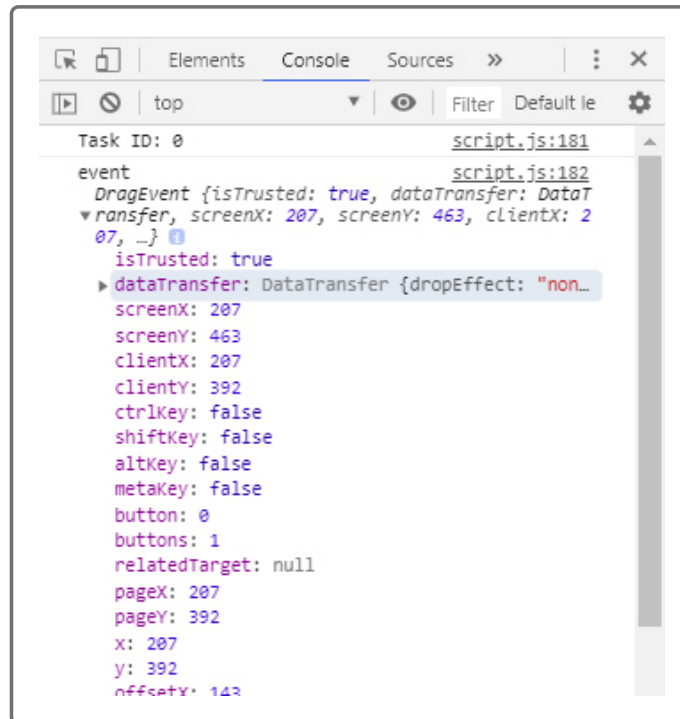 Elements Console Sources »
top Filter Default le
Task ID: 0 script.js:181
event script.js:182
DragEvent {isTrusted: true, dataTransfer: DataT
ransfer, screenX: 207, screenY: 463, clientX: 2
07, …} i
isTrusted: true
dataTransfer: DataTransfer {dropEffect: "non…
screenX: 207
screenY: 463
clientX: 207
clientY: 392
ctrlKey: false
shiftKey: false
altKey: false
metaKey: false
button: 0
buttons: 1
relatedTarget: null
pageX: 207
pageY: 392
x: 207
y: 392
offsetX: 143